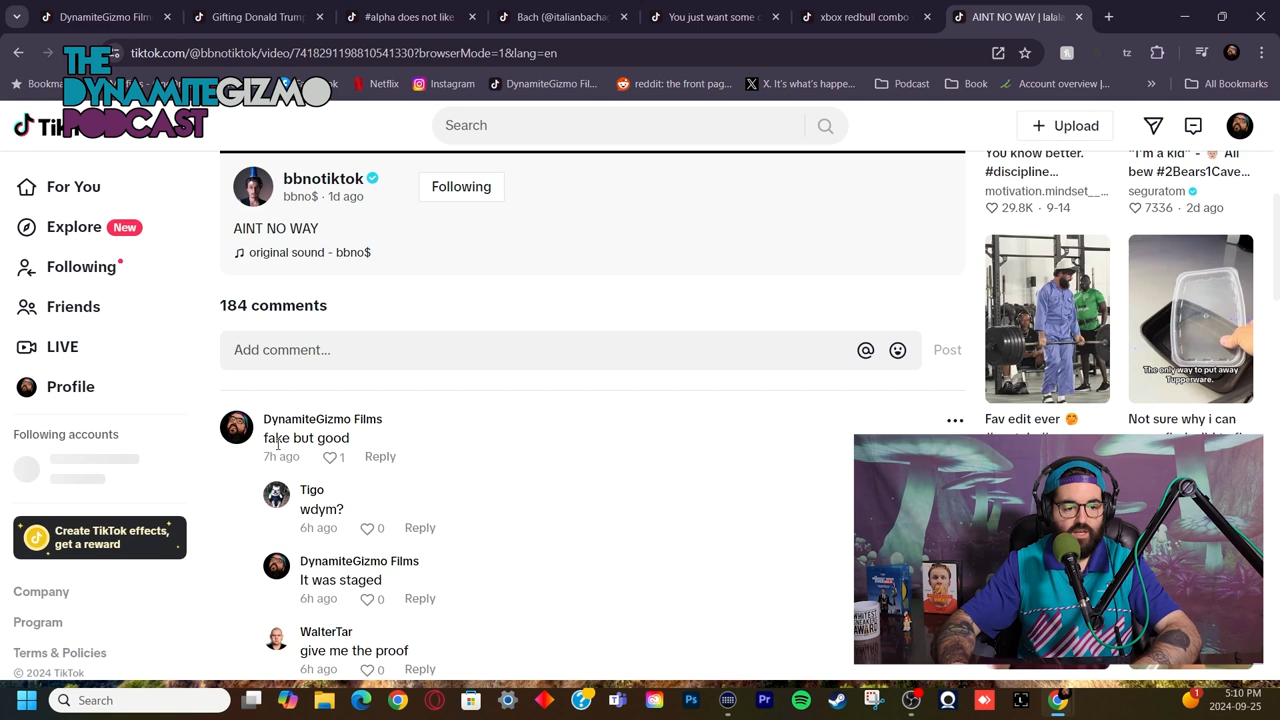 DynamiteGizmo Films
Gifting Donald Trump
#alpha does not like
Bach (@italianbach
You just want some c
xbox redbull combo
AINT NO WAY | lalala
tiktok.com/@bbnotiktok/video/7418291198810541330?browserMode=1&lang=en
tz
Bookm
Netflix
Instagram
DynamiteGizmo Fil...
reddit: the front pag...
X. It's what's happe...
Podcast
Book
Account overview |...
All Bookmarks
THE
DYNAMITEGIZMO
PODCAST
TikT
Search
Upload
For You
Explore New
Following
Friends
LIVE
Profile
Following accounts
Create TikTok effects,
get a reward
Company
Program
Terms & Policies
© 2024 TikTok
bbnotiktok
bbno$ · 1d ago
Following
AINT NO WAY
original sound - bbno$
184 comments
Add comment...
Post
DynamiteGizmo Films
fake but good
7h ago 1 Reply
Tigo
wdym?
6h ago 0 Reply
DynamiteGizmo Films
It was staged
6h ago 0 Reply
WalterTar
give me the proof
6h ago 0 Reply
You know better.
#discipline...
motivation.mindset__...
29.8K · 9-14
"I'm a kid" - All
bew #2Bears1Cave...
seguratom
7336 · 2d ago
The only way to put away
Tupperware.
Fav edit ever
Not sure why i can
Search
1
5:10 PM
2024-09-25